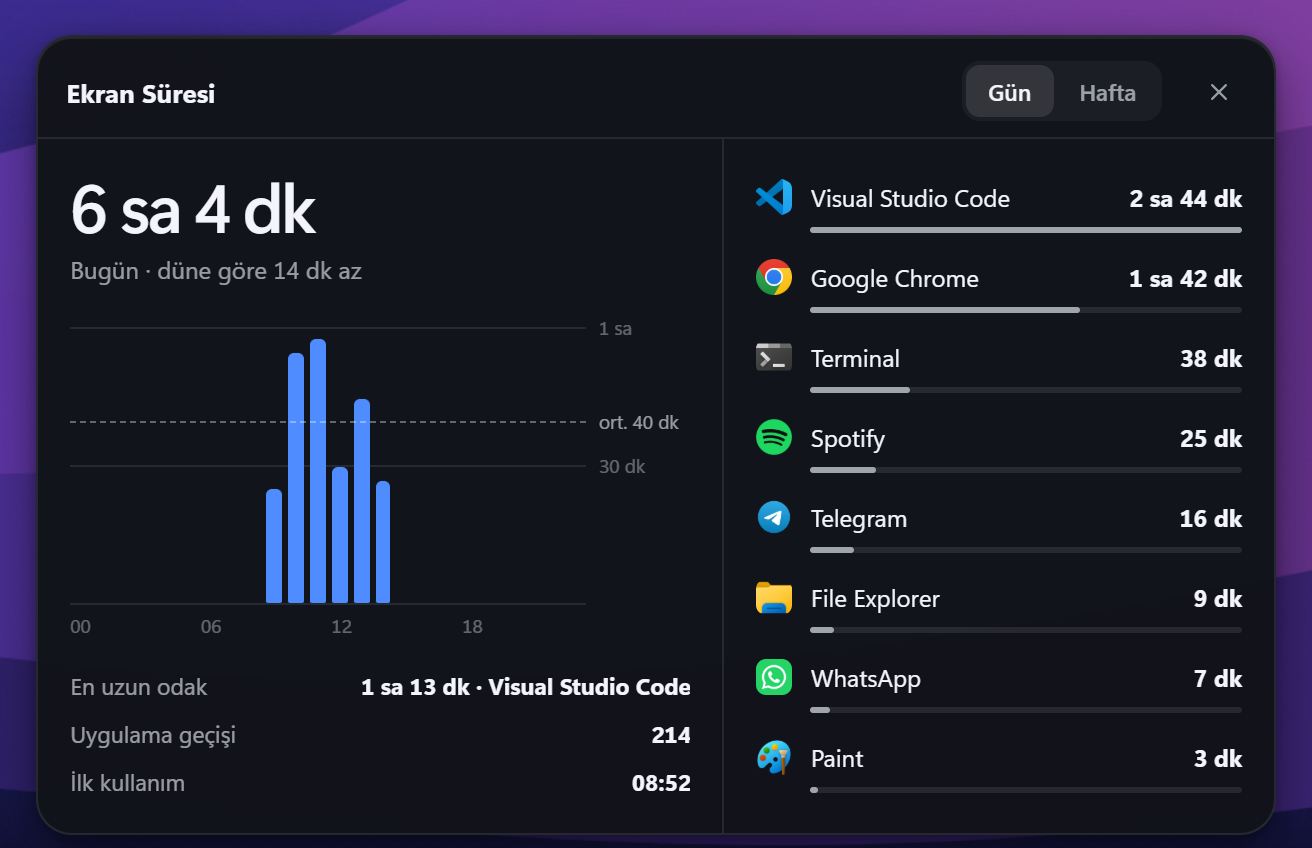 Ekran Süresi
Gün
Hafta
6 sa 4 dk
Bugün · düne göre 14 dk az
1 sa
ort. 40 dk
30 dk
00 06 12 18
En uzun odak 1 sa 13 dk · Visual Studio Code
Uygulama geçişi 214
İlk kullanım 08:52
Visual Studio Code 2 sa 44 dk
Google Chrome 1 sa 42 dk
Terminal 38 dk
Spotify 25 dk
Telegram 16 dk
File Explorer 9 dk
WhatsApp 7 dk
Paint 3 dk